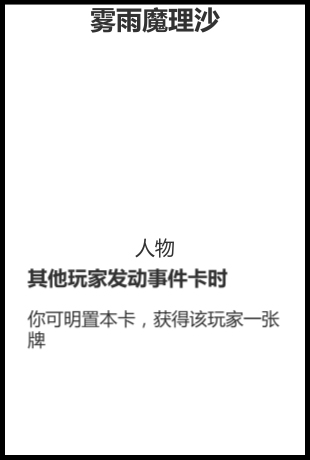 雾雨魔理沙
人物
其他玩家发动事件卡时
你可明置本卡，获得该玩家一张
牌